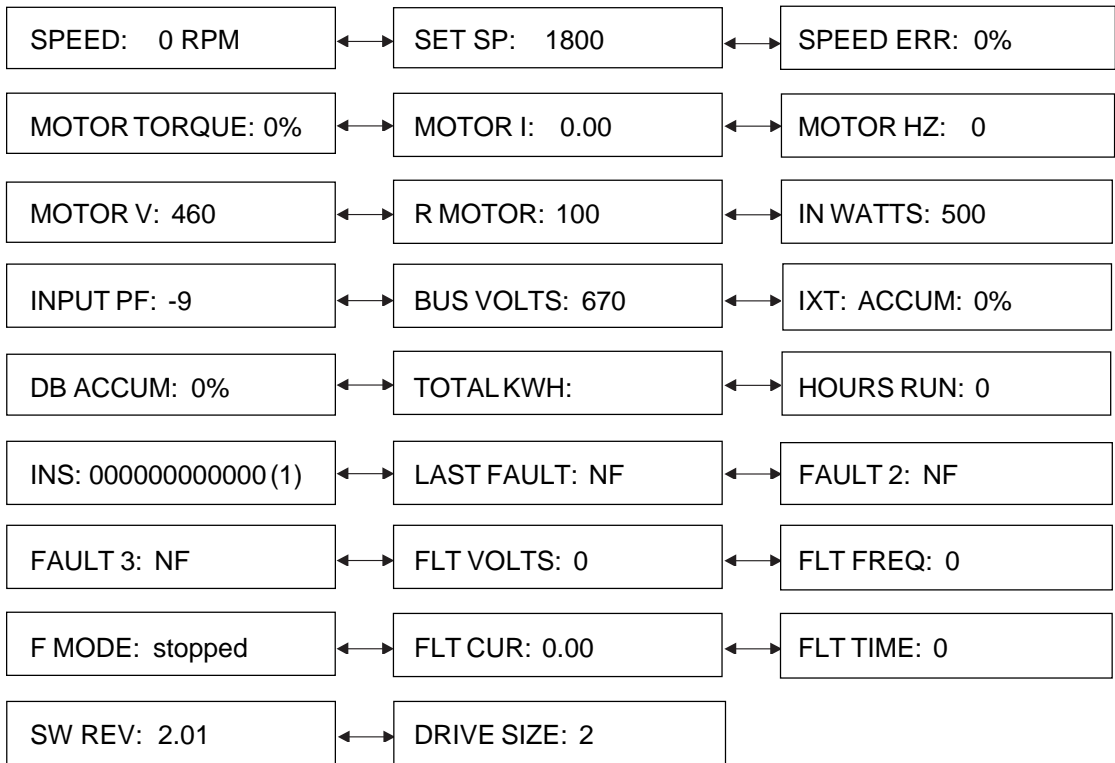 SPEED: 0 RPM
SET SP: 1800
SPEED ERR: 0%
MOTOR TORQUE: 0%
MOTOR I: 0.00
MOTOR HZ: 0
MOTOR V: 460
R MOTOR: 100
IN WATTS: 500
INPUT PF: -9
BUS VOLTS: 670
IXT: ACCUM: 0%
DB ACCUM: 0%
TOTAL KWH:
HOURS RUN: 0
INS: 000000000000 (1)
LAST FAULT: NF
FAULT 2: NF
FAULT 3: NF
FLT VOLTS: 0
FLT FREQ: 0
F MODE: stopped
FLT CUR: 0.00
FLT TIME: 0
SW REV: 2.01
DRIVE SIZE: 2